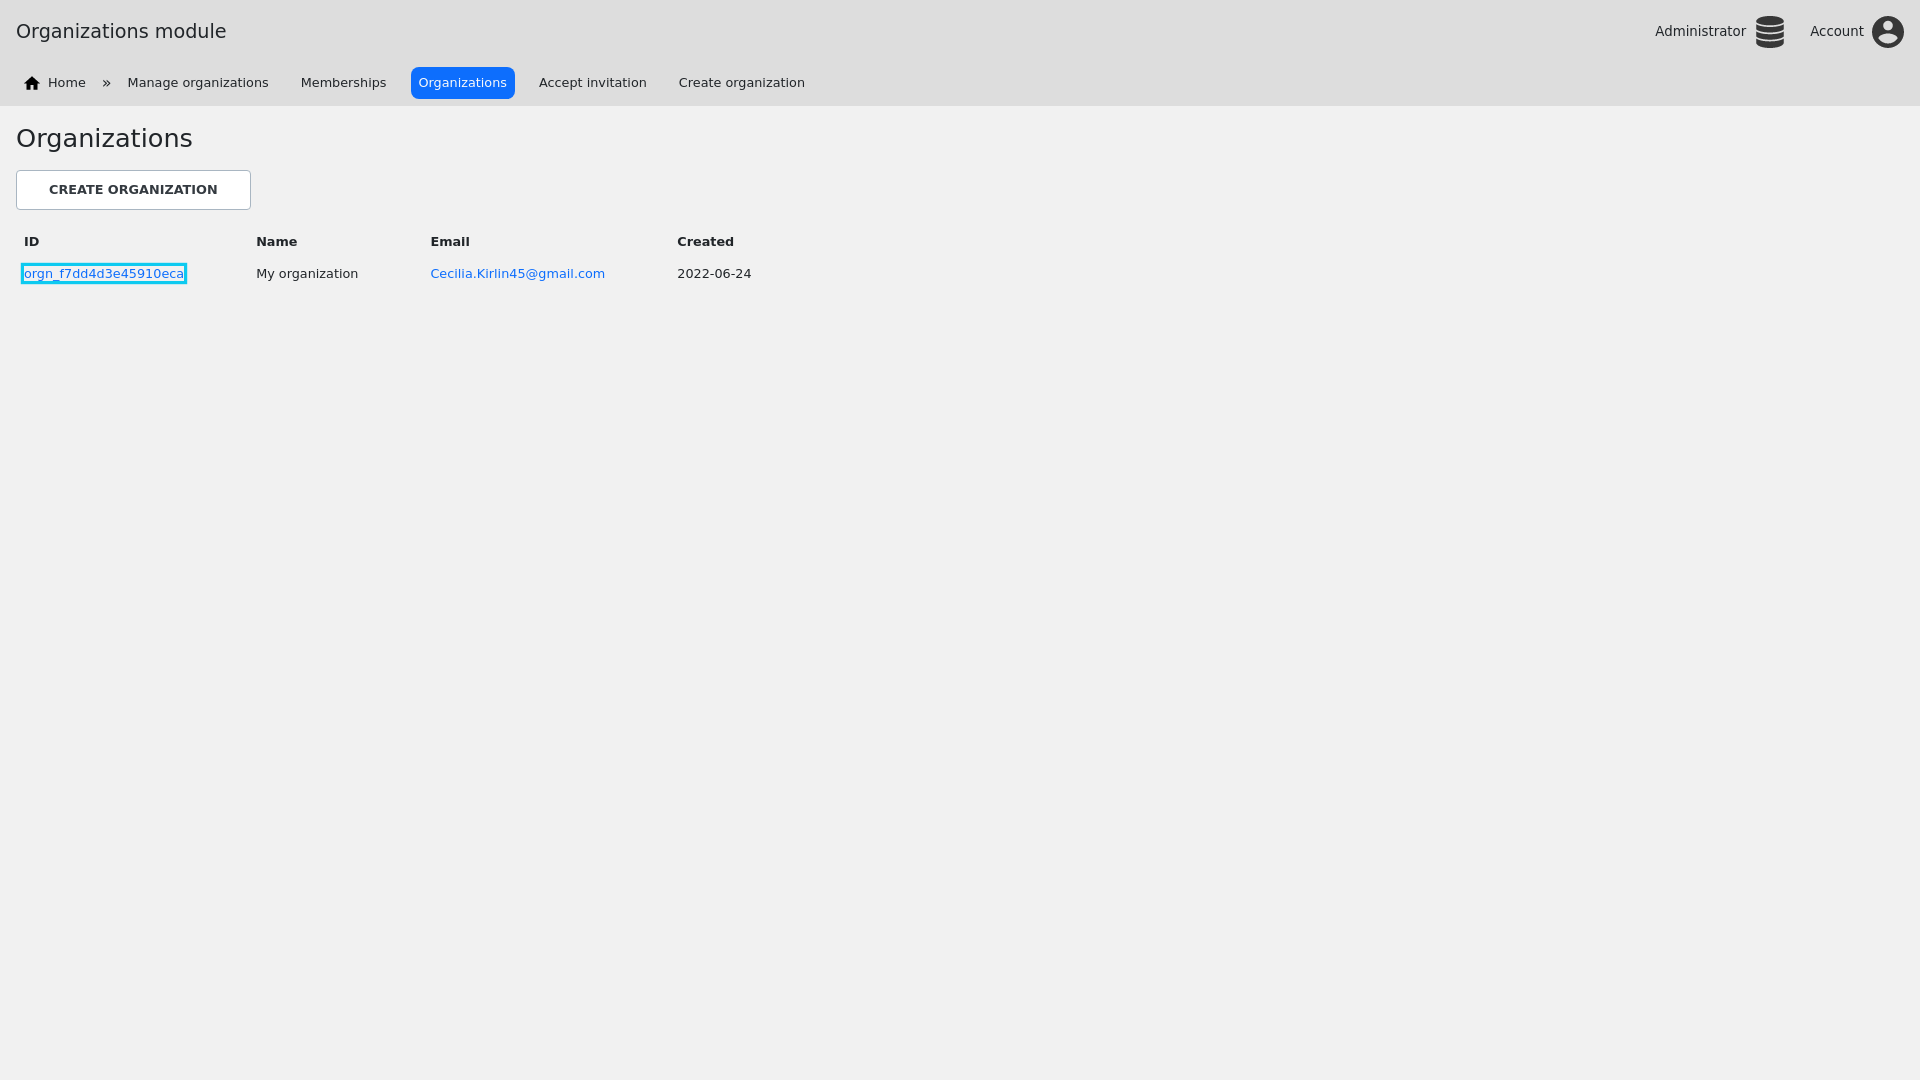 Organizations module
Administrator
Account
Home » Manage organizations Memberships Organizations Accept invitation Create organization
Organizations
CREATE ORGANIZATION
ID Name Email Created
orgn_f7dd4d3e45910eca My organization Cecilia.Kirlin45@gmail.com 2022-06-24